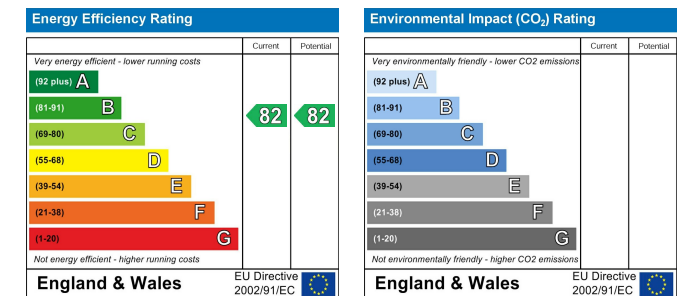 Energy Efficiency Rating
Current Potential
Very energy efficient - lower running costs
(92 plus) A
(81-91) B
82 82
(69-80) C
(55-68) D
(39-54) E
(21-38) F
(1-20) G
Not energy efficient - higher running costs
England & Wales
EU Directive
2002/91/EC
Environmental Impact (CO2) Rating
Current Potential
Very environmentally friendly - lower CO2 emissions
(92 plus) A
(81-91) B
(69-80) C
(55-68) D
(39-54) E
(21-38) F
(1-20) G
Not environmentally friendly - higher CO2 emissions
England & Wales
EU Directive
2002/91/EC